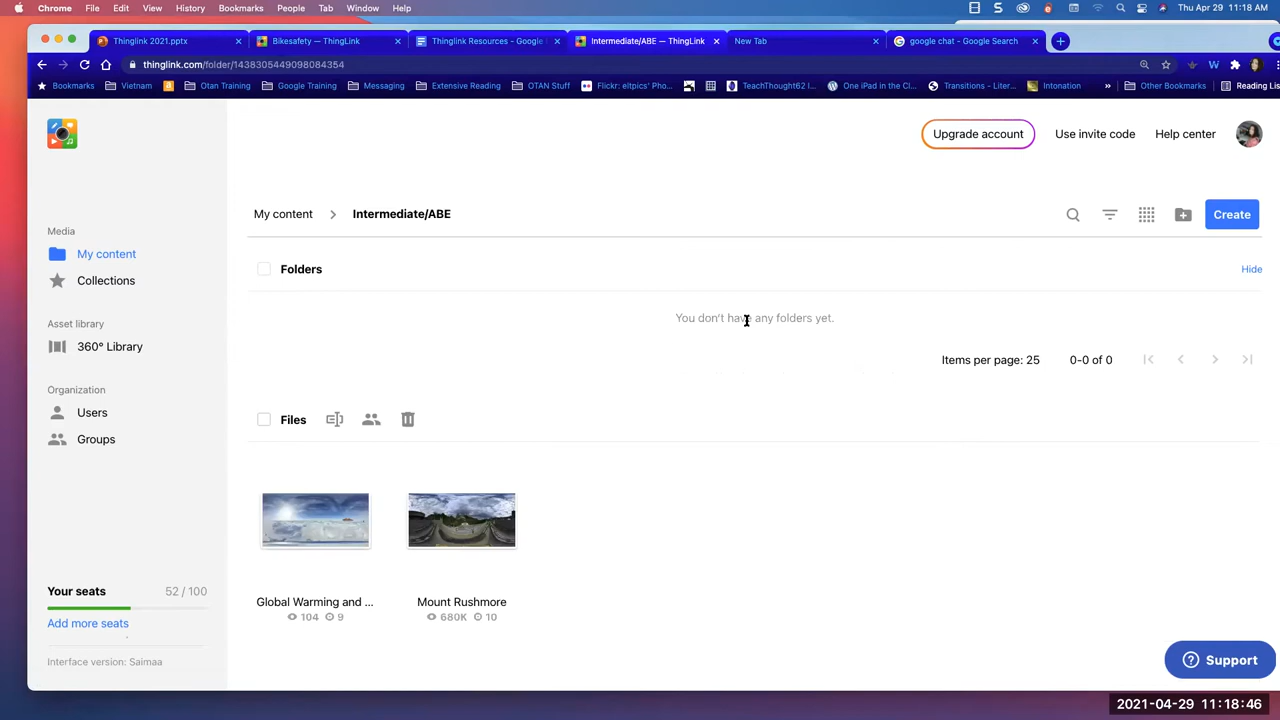 Chrome File Edit View History Bookmarks People Tab Window Help Thu Apr 29 11:18 AM
Thinglink 2021.pptx Bikesafety — ThingLink Thinglink Resources - Google Intermediate/ABE — ThingLink New Tab google chat - Google Search
thinglink.com/folder/1438305449098084354
Bookmarks Vietnam Otan Training Google Training Messaging Extensive Reading OTAN Stuff Flickr: eltpics' Pho... TeachThought62 I... One iPad in the Cl... Transitions - Liter... Intonation » Other Bookmarks Reading List
Upgrade account Use invite code Help center
My content > Intermediate/ABE Create
Media
My content
Collections
Asset library
360° Library
Organization
Users
Groups
Folders Hide
You don't have any folders yet.
Items per page: 25 0-0 of 0
Files
Global Warming and ... Mount Rushmore
104 9 680K 10
Your seats 52 / 100
Add more seats
Interface version: Saimaa
Support
2021-04-29 11:18:46